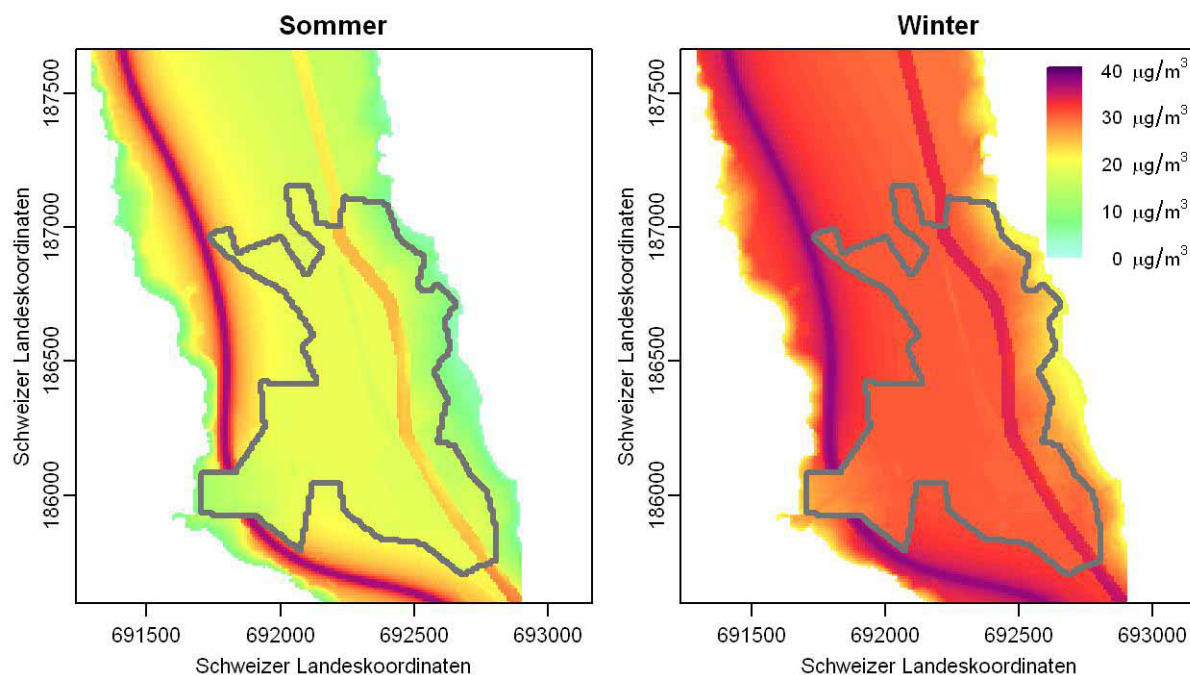 Sommer
Winter
187500
187000
186500
186000
Schweizer Landeskoordinaten
691500
692000
692500
693000
Schweizer Landeskoordinaten
187500
187000
186500
186000
Schweizer Landeskoordinaten
691500
692000
692500
693000
Schweizer Landeskoordinaten
40 μg/m³
30 μg/m³
20 μg/m³
10 μg/m³
0 μg/m³